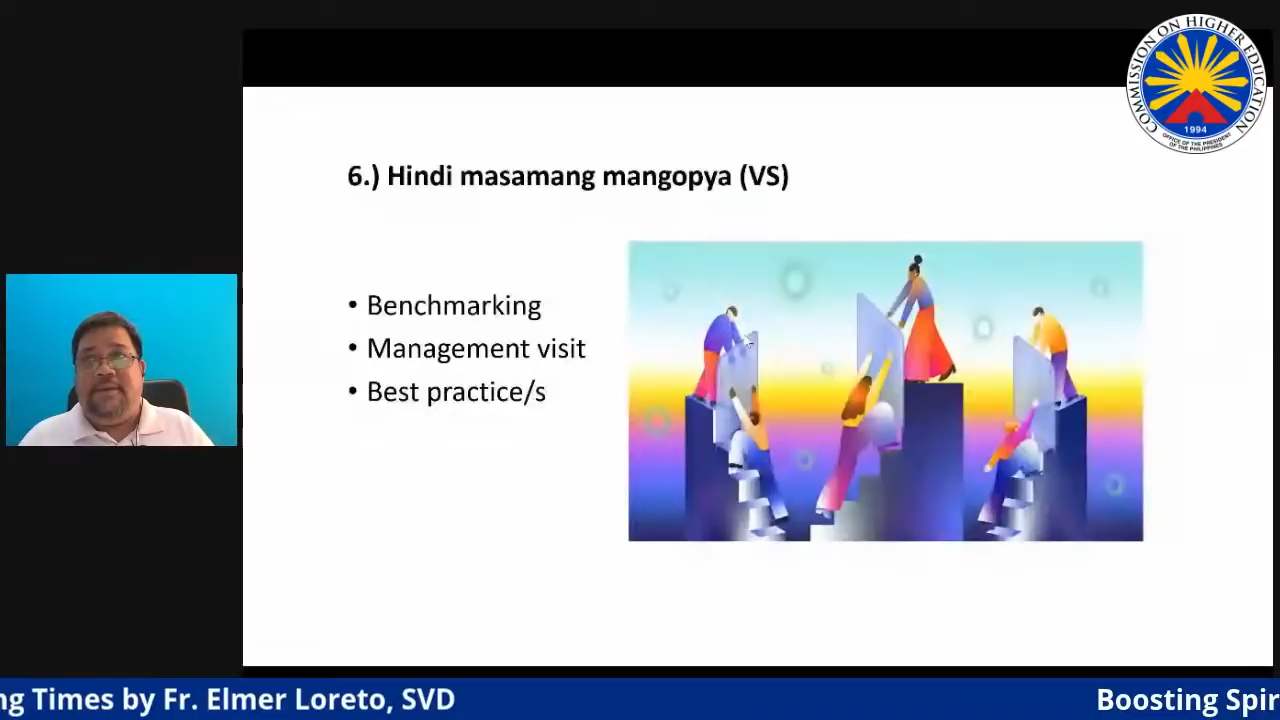 COMMISSION ON HIGHER EDUCATION
1994
OFFICE OF THE PRESIDENT
OF THE PHILIPPINES
6.) Hindi masamang mangopya (VS)
• Benchmarking
• Management visit
• Best practice/s
ng Times by Fr. Elmer Loreto, SVD
Boosting Spir